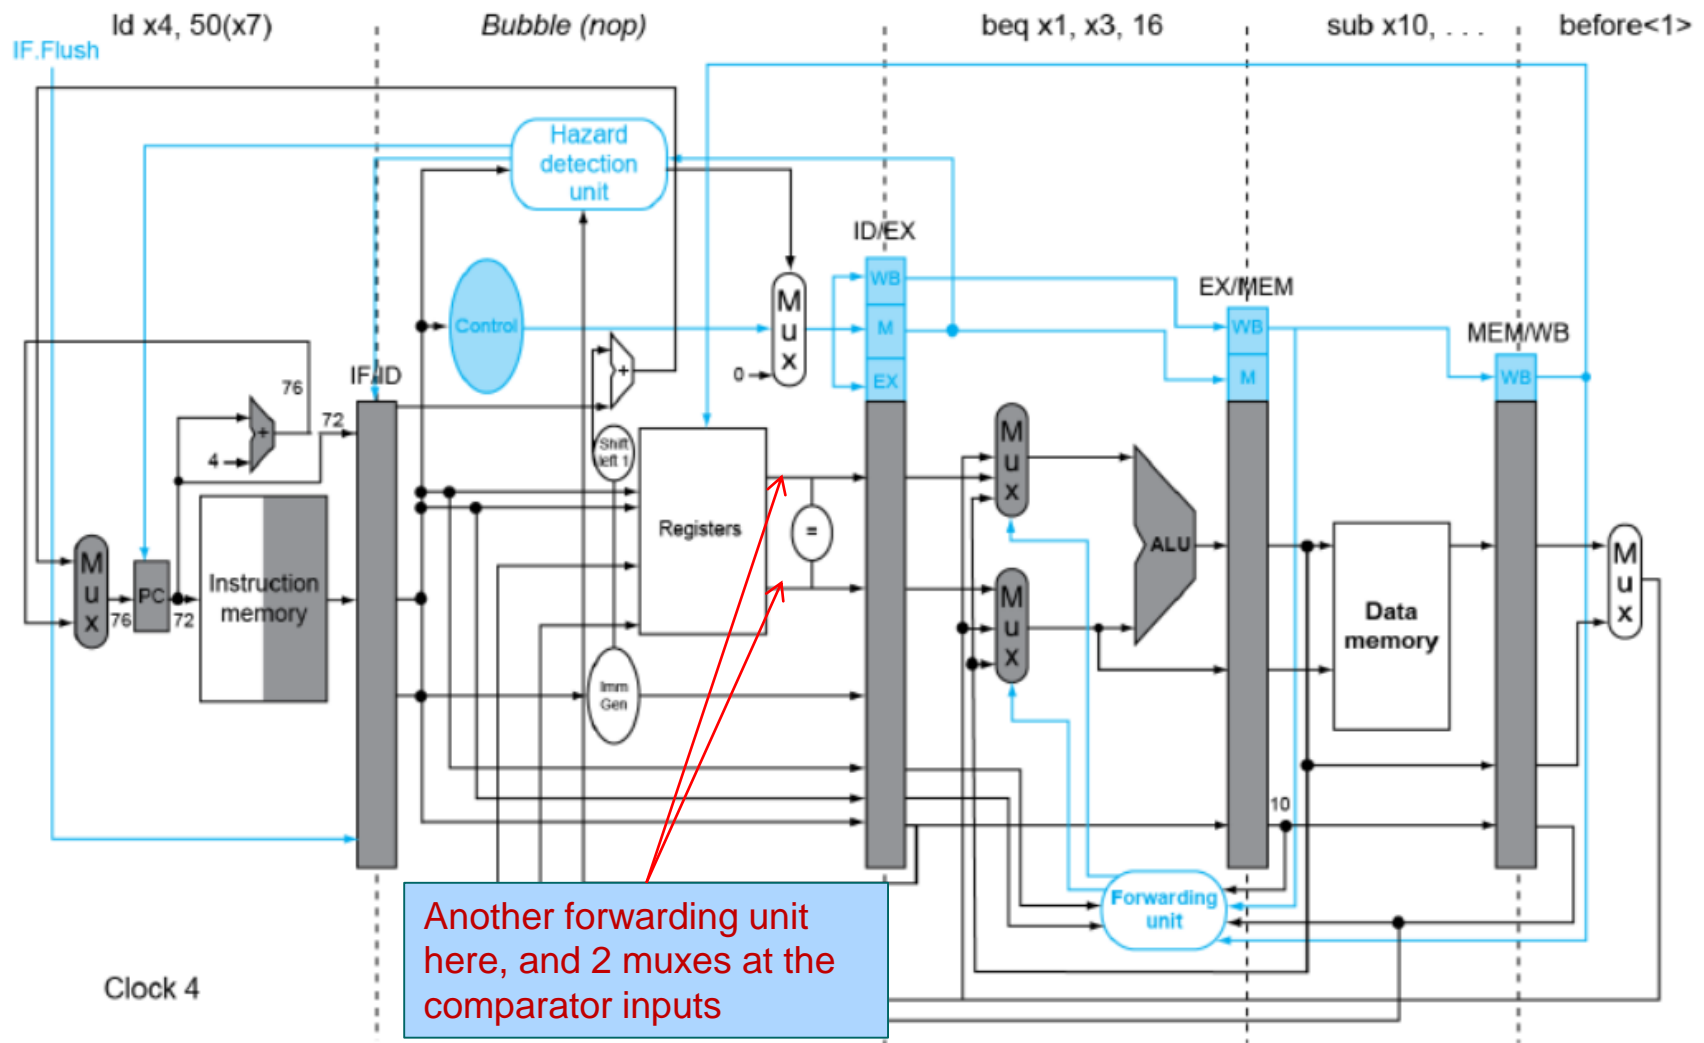 ld x4, 50(x7)
Bubble (nop)
beq x1, x3, 16
sub x10, . . .
before<1>
IF.Flush
Hazard
detection
unit
ID/EX
EX/MEM
MEM/WB
IF/ID
Control
M
u
x
0
WB
M
EX
WB
M
WB
+
76
72
+
4
Shift
left 1
Registers
=
M
u
x
M
u
x
ALU
M
u
x
76
PC
72
Instruction
memory
Data
memory
M
u
x
Imm
Gen
10
Forwarding
unit
Another forwarding unit
here, and 2 muxes at the
comparator inputs
Clock 4